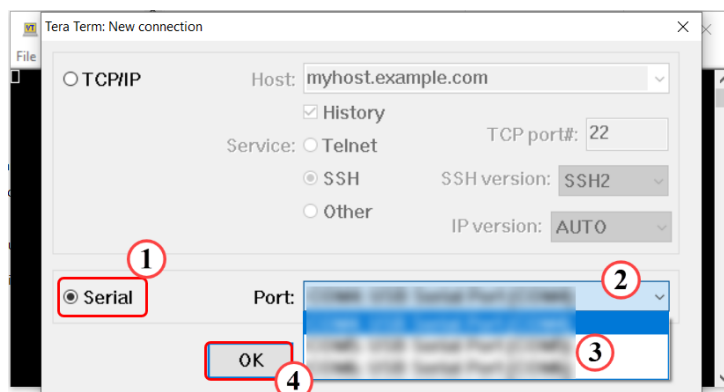 VT
Tera Term: New connection
File
TCP/IP
Host:
myhost.example.com
History
Service:
Telnet
TCP port#:
22
SSH
SSH version:
SSH2
Other
IP version:
AUTO
1
Serial
Port:
2
3
OK
4